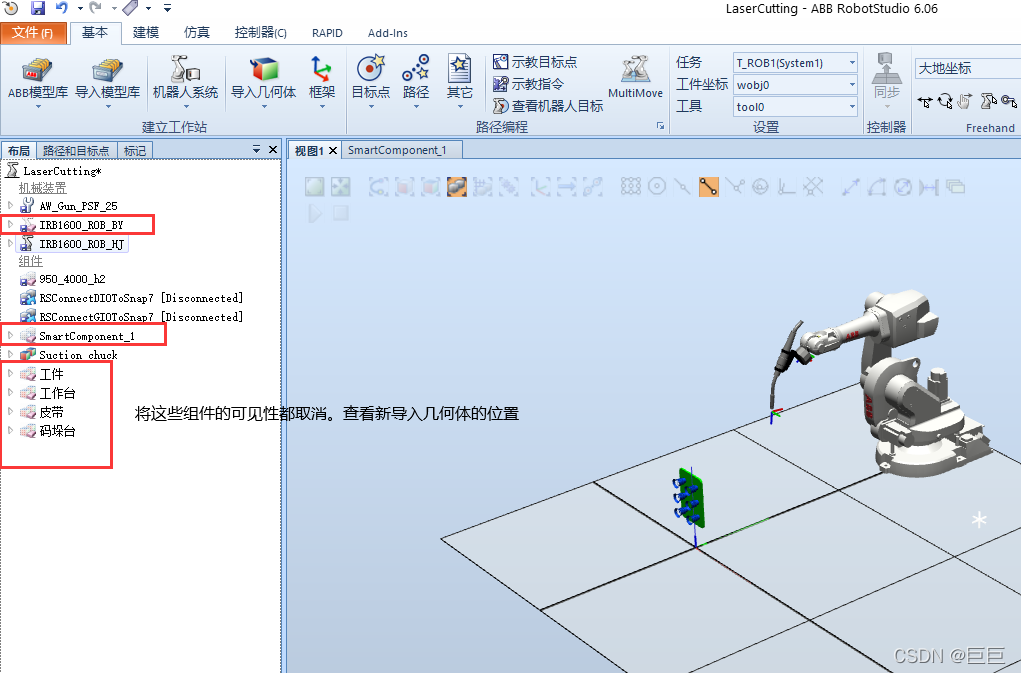 LaserCutting - ABB RobotStudio 6.06
文件(F) 基本 建模 仿真 控制器(C) RAPID Add-Ins
ABB模型库 导入模型库 机器人系统 导入几何体 框架 目标点 路径 其它
示教目标点
示教指令
查看机器人目标
MultiMove
任务 T_ROB1(System1)
工件坐标 wobj0
工具 tool0
同步
大地坐标
建立工作站 路径编程 设置 控制器 Freehand
布局 路径和目标点 标记
视图1 SmartComponent_1
LaserCutting*
机械装置
AW_Gun_PSF_25
IRB1600_ROB_BY
IRB1600_ROB_HJ
组件
950_4000_h2
RSConnectDIOToSnap7 [Disconnected]
RSConnectGIOToSnap7 [Disconnected]
SmartComponent_1
Suction chuck
工件
工作台
皮带
码垛台
将这些组件的可见性都取消。查看新导入几何体的位置
ABB
ABB
CSDN @巨巨